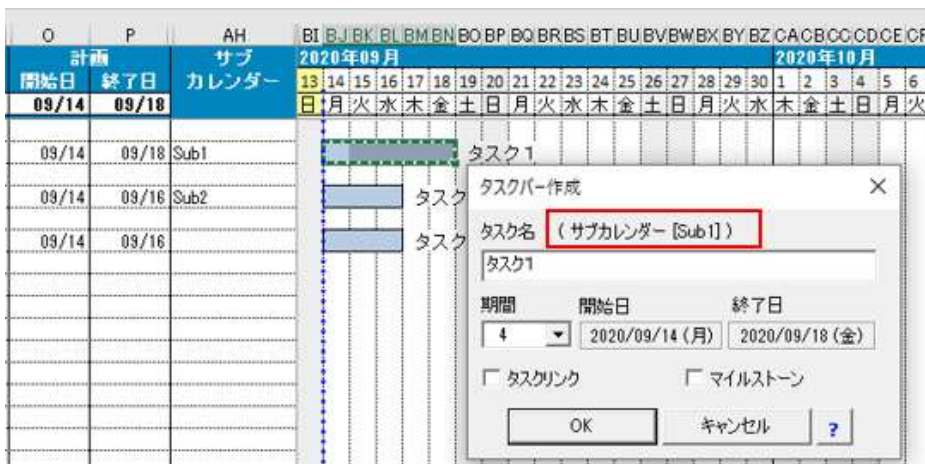 O P AH BI BJ BK BL BM BN BO BP BQ BR BS BT BU BV BW BX BY BZ CA CB CC CD CE CF
計画 サブ 2020年09月 2020年10月
開始日 終了日 カレンダー 13 14 15 16 17 18 19 20 21 22 23 24 25 26 27 28 29 30 1 2 3 4 5 6
09/14 09/18 日 月 火 水 木 金 土 日 月 火 水 木 金 土 日 月 火 水 木 金 土 日 月 火
09/14 09/18 Sub1 タスク1
09/14 09/16 Sub2 タスク
09/14 09/16 タスク
タスクバー作成 ×
タスク名 (サブカレンダー [Sub1])
タスク1
期間 開始日 終了日
4 2020/09/14(月) 2020/09/18(金)
タスクリンク マイルストーン
OK キャンセル ?